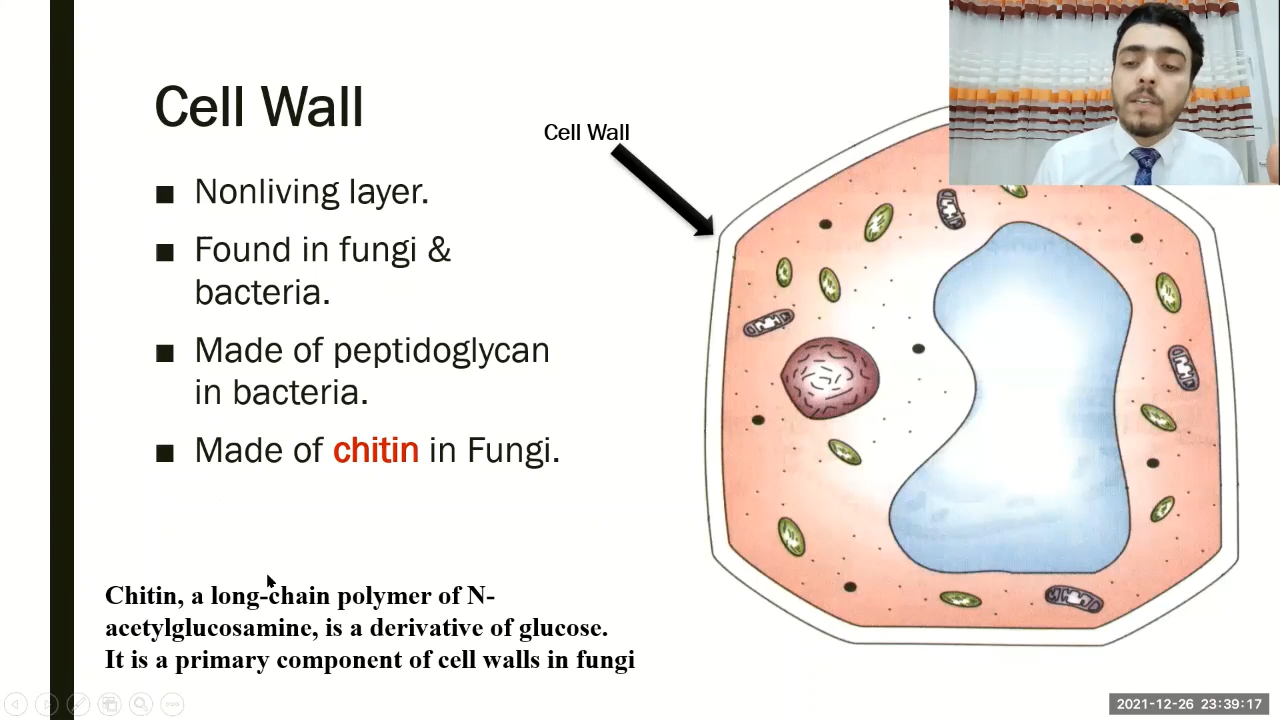 Cell Wall
Cell Wall
■ Nonliving layer.
■ Found in fungi &
bacteria.
■ Made of peptidoglycan
in bacteria.
■ Made of chitin in Fungi.
Chitin, a long-chain polymer of N-
acetylglucosamine, is a derivative of glucose.
It is a primary component of cell walls in fungi
2021-12-26 23:39:17